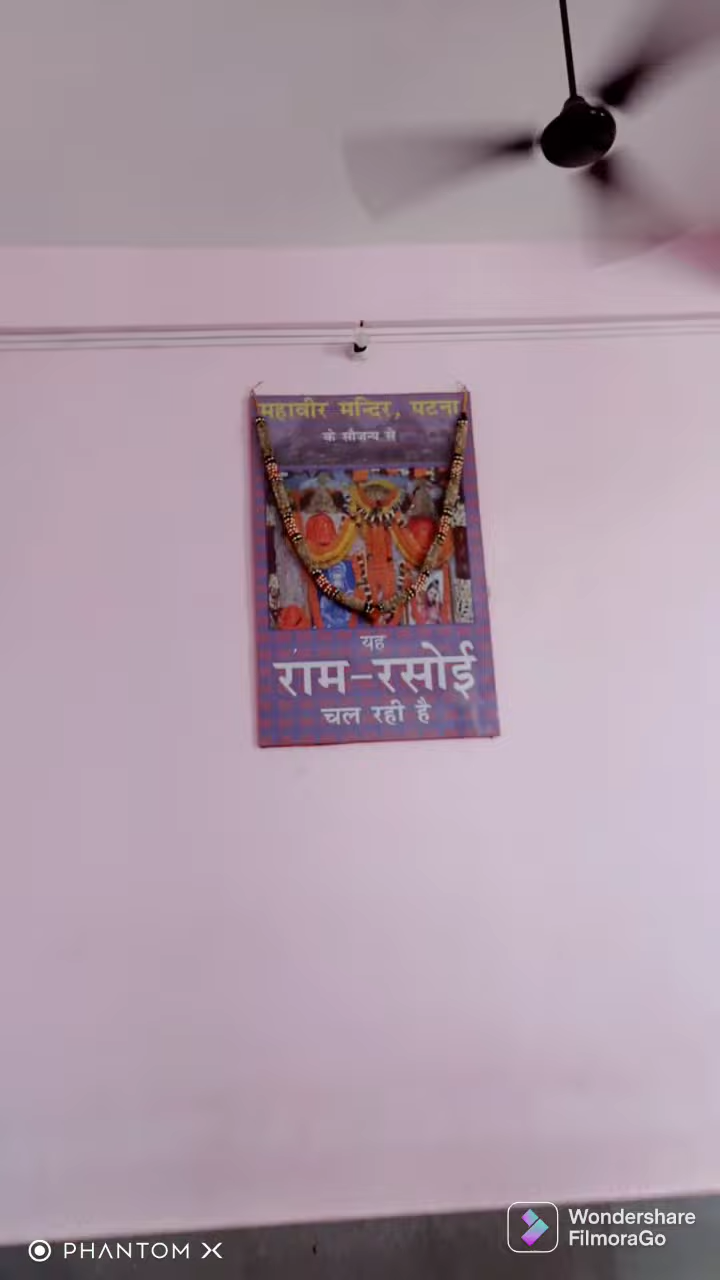 महावीर मन्दिर, पटना
के सौजन्य से
यह
राम-रसोई
चल रही है
PHANTOM X
Wondershare
FilmoraGo